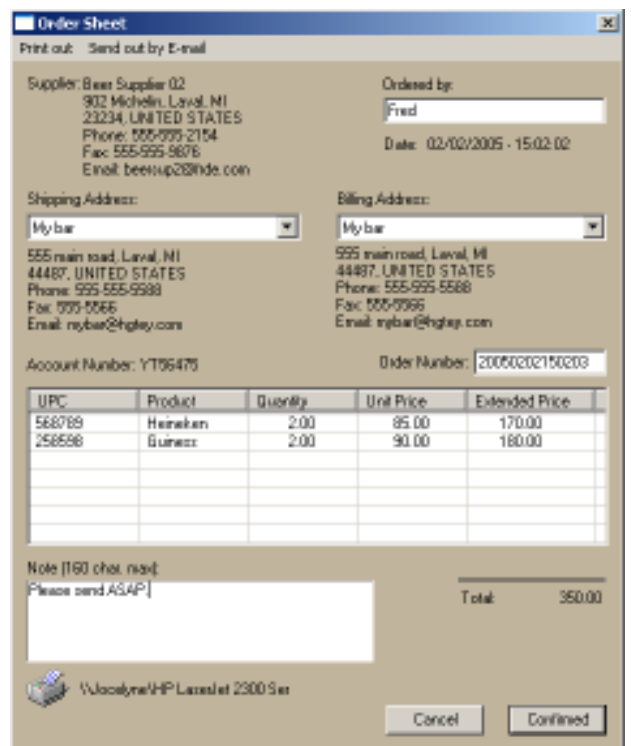 Order Sheet
Print out Send out by E-mail
Supplier: Beer Supplier 02
902 Michelin, Laval, MI
23234, UNITED STATES
Phone: 555-555-2154
Fax: 555-555-9876
Email: beersup2@hde.com
Ordered by:
Fred
Date: 02/02/2005 - 15:02:02
Shipping Address:
My bar
555 main road, Laval, MI
44487, UNITED STATES
Phone: 555-555-5588
Fax: 555-5566
Email: mybar@hgtey.com
Billing Address:
My bar
555 main road, Laval, MI
44487, UNITED STATES
Phone: 555-555-5588
Fax: 555-5566
Email: mybar@hgtey.com
Account Number: YT56475
Order Number: 20050202150203
UPC Product Quantity Unit Price Extended Price
568789 Heineken 2.00 85.00 170.00
258598 Guiness 2.00 90.00 180.00
Note (160 char. max):
Please send ASAP.
Total: 350.00
\\Jocelyne\HP LaserJet 2300 Ser
Cancel Confirmed